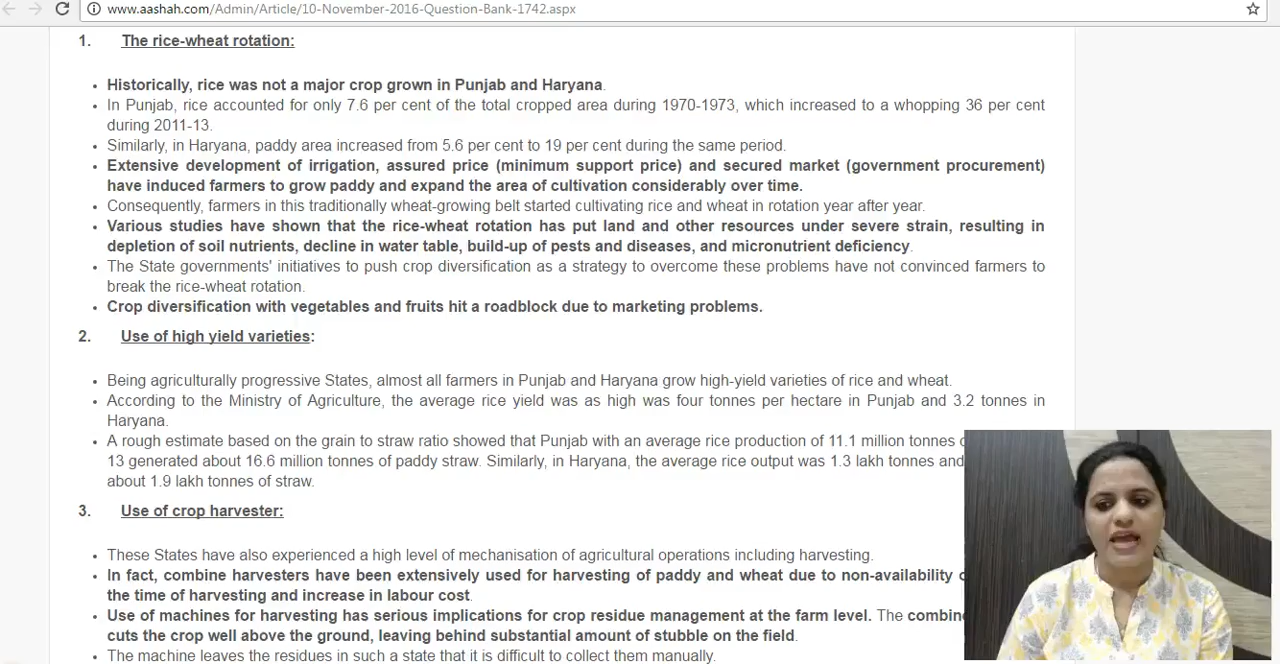 www.aashah.com/Admin/Article/10-November-2016-Question-Bank-1742.aspx
1. The rice-wheat rotation:
• Historically, rice was not a major crop grown in Punjab and Haryana.
• In Punjab, rice accounted for only 7.6 per cent of the total cropped area during 1970-1973, which increased to a whopping 36 per cent
during 2011-13.
• Similarly, in Haryana, paddy area increased from 5.6 per cent to 19 per cent during the same period.
• Extensive development of irrigation, assured price (minimum support price) and secured market (government procurement)
have induced farmers to grow paddy and expand the area of cultivation considerably over time.
• Consequently, farmers in this traditionally wheat-growing belt started cultivating rice and wheat in rotation year after year.
• Various studies have shown that the rice-wheat rotation has put land and other resources under severe strain, resulting in
depletion of soil nutrients, decline in water table, build-up of pests and diseases, and micronutrient deficiency.
• The State governments' initiatives to push crop diversification as a strategy to overcome these problems have not convinced farmers to
break the rice-wheat rotation.
• Crop diversification with vegetables and fruits hit a roadblock due to marketing problems.
2. Use of high yield varieties:
• Being agriculturally progressive States, almost all farmers in Punjab and Haryana grow high-yield varieties of rice and wheat.
• According to the Ministry of Agriculture, the average rice yield was as high was four tonnes per hectare in Punjab and 3.2 tonnes in
Haryana.
• A rough estimate based on the grain to straw ratio showed that Punjab with an average rice production of 11.1 million tonnes
13 generated about 16.6 million tonnes of paddy straw. Similarly, in Haryana, the average rice output was 1.3 lakh tonnes and
about 1.9 lakh tonnes of straw.
3. Use of crop harvester:
• These States have also experienced a high level of mechanisation of agricultural operations including harvesting.
• In fact, combine harvesters have been extensively used for harvesting of paddy and wheat due to non-availability
the time of harvesting and increase in labour cost.
• Use of machines for harvesting has serious implications for crop residue management at the farm level. The
cuts the crop well above the ground, leaving behind substantial amount of stubble on the field.
• The machine leaves the residues in such a state that it is difficult to collect them manually.